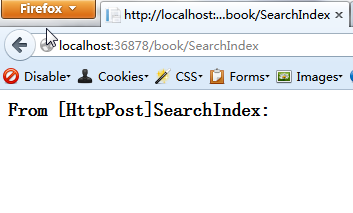 Firefox
http://localhost:...book/SearchIndex
localhost:36878/book/SearchIndex
Disable Cookies CSS Forms Images
From [HttpPost]SearchIndex: